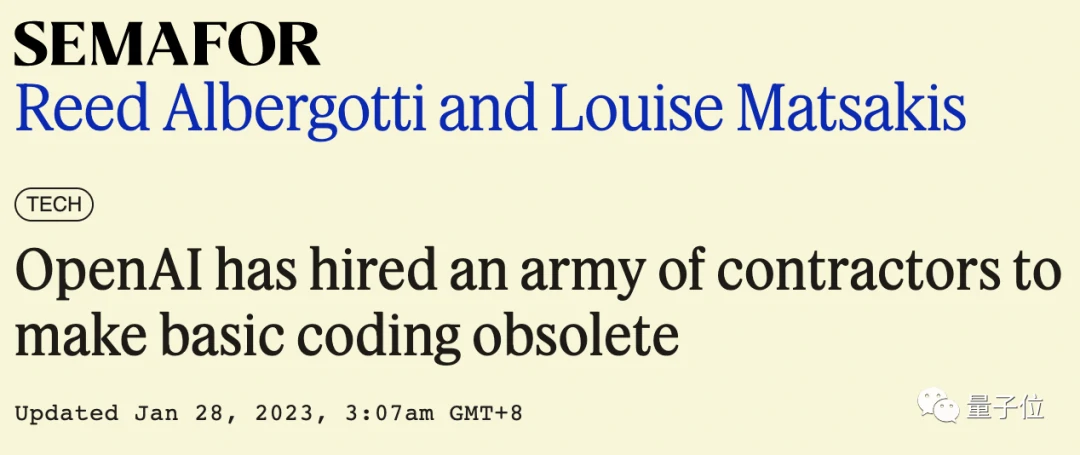 SEMAFOR
Reed Albergotti and Louise Matsakis
TECH
OpenAI has hired an army of contractors to
make basic coding obsolete
Updated Jan 28, 2023, 3:07am GMT+8
量子位